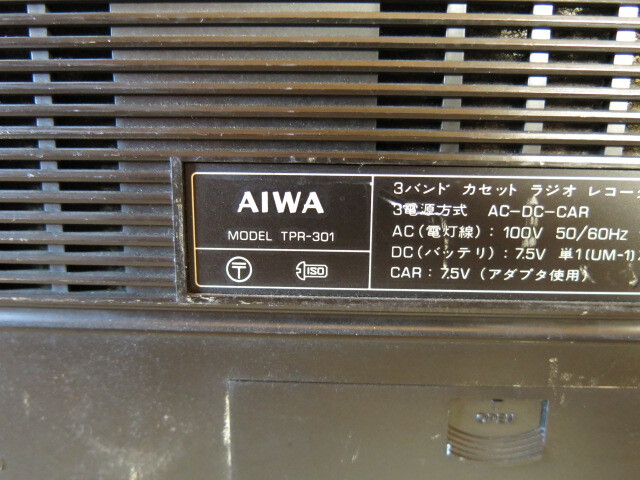 AIWA
MODEL TPR-301
〒
ISO
3バンド カセット ラジオ レコー
3電源方式 AC-DC-CAR
AC(電灯線): 100V 50/60Hz
DC(バッテリ): 7.5V 単1(UM-1)
CAR: 7.5V (アダプタ使用)
OPEN